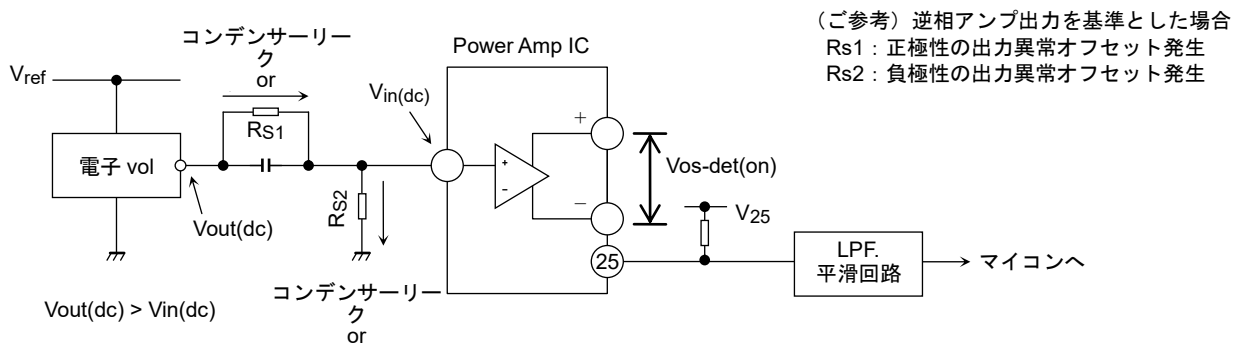 （ご参考）逆相アンプ出力を基準とした場合
Rs1：正極性の出力異常オフセット発生
Rs2：負極性の出力異常オフセット発生
コンデンサーリー
ク
or
Power Amp IC
Vref
Vin(dc)
RS1
電子 vol
+
+
-
−
Vos-det(on)
RS2
Vout(dc)
V25
25
LPF.
平滑回路
マイコンへ
Vout(dc) > Vin(dc)
コンデンサーリー
ク
or